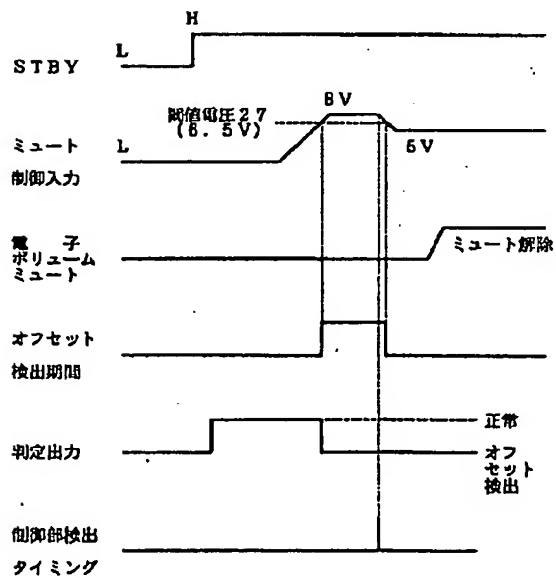 H
L
STBY
8V
閾値電圧27
(6.5V)
ミュート
制御入力
L
5V
電子
ボリューム
ミュート
ミュート解除
オフセット
検出期間
正常
判定出力
オフ
セット
検出
制御部検出
タイミング